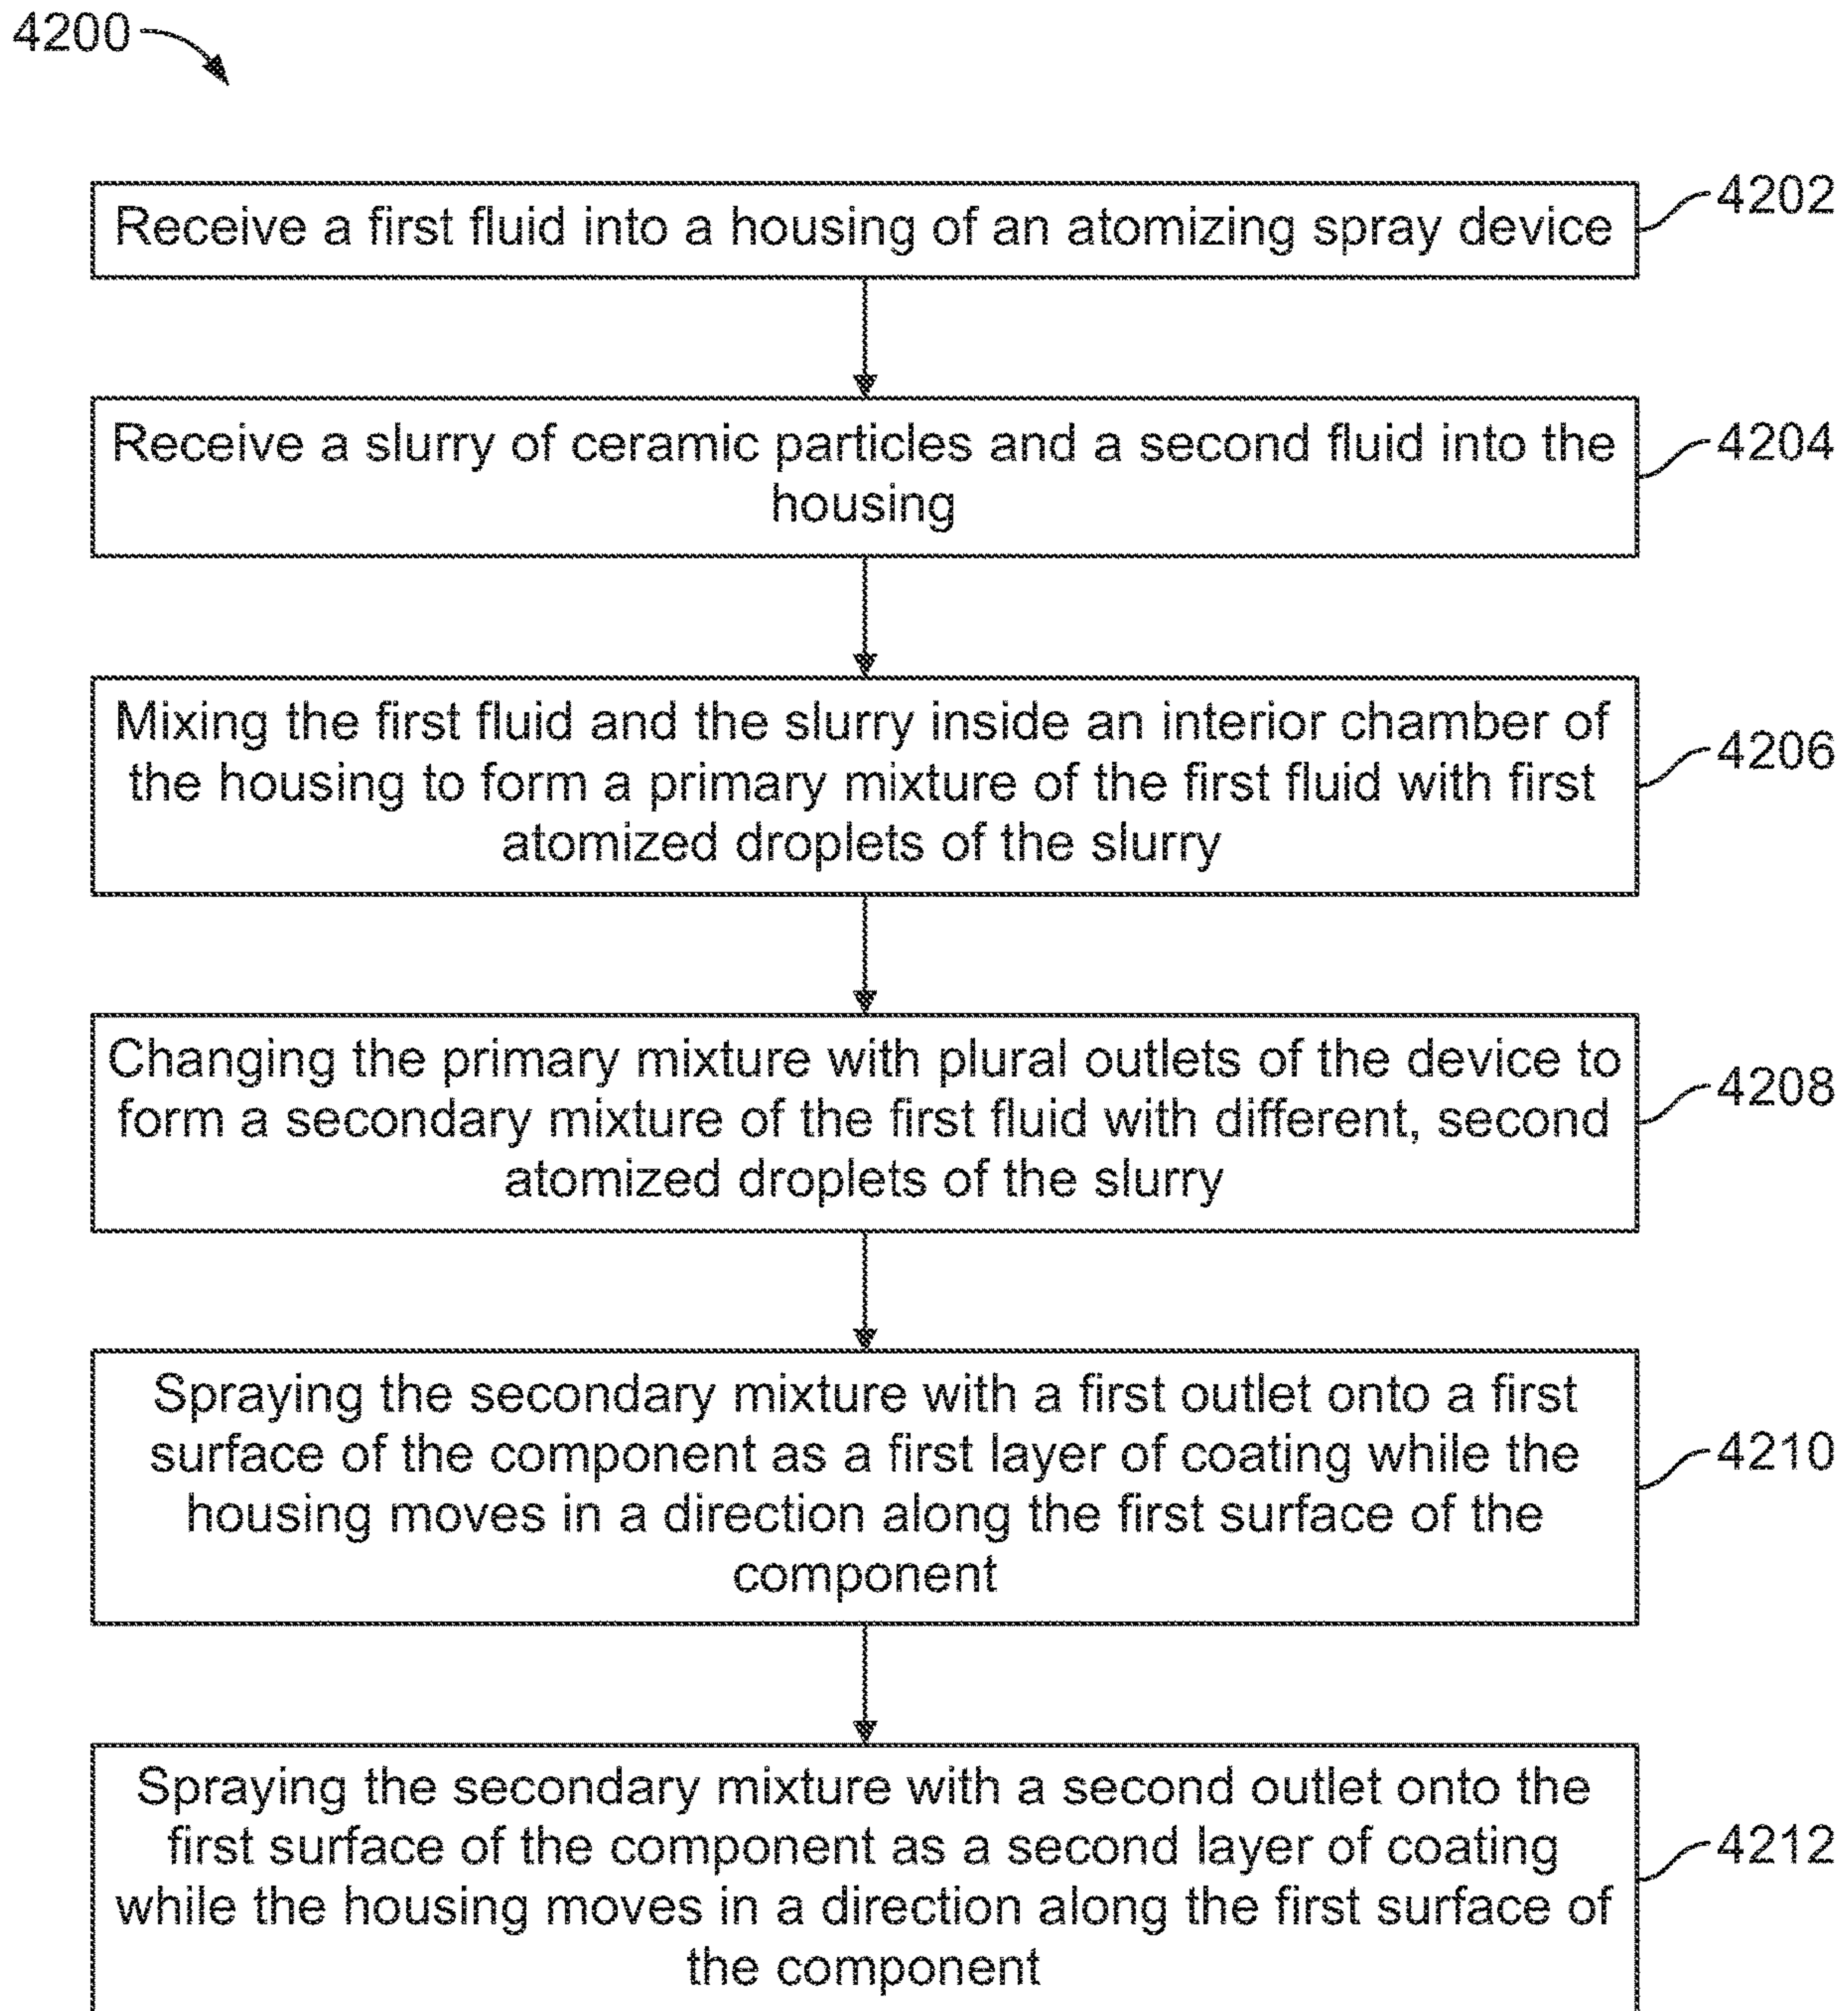 4200
Receive a first fluid into a housing of an atomizing spray device
4202
Receive a slurry of ceramic particles and a second fluid into the
housing
4204
Mixing the first fluid and the slurry inside an interior chamber of
the housing to form a primary mixture of the first fluid with first
atomized droplets of the slurry
4206
Changing the primary mixture with plural outlets of the device to
form a secondary mixture of the first fluid with different, second
atomized droplets of the slurry
4208
Spraying the secondary mixture with a first outlet onto a first
surface of the component as a first layer of coating while the
housing moves in a direction along the first surface of the
component
4210
Spraying the secondary mixture with a second outlet onto the
first surface of the component as a second layer of coating
while the housing moves in a direction along the first surface of
the component
4212